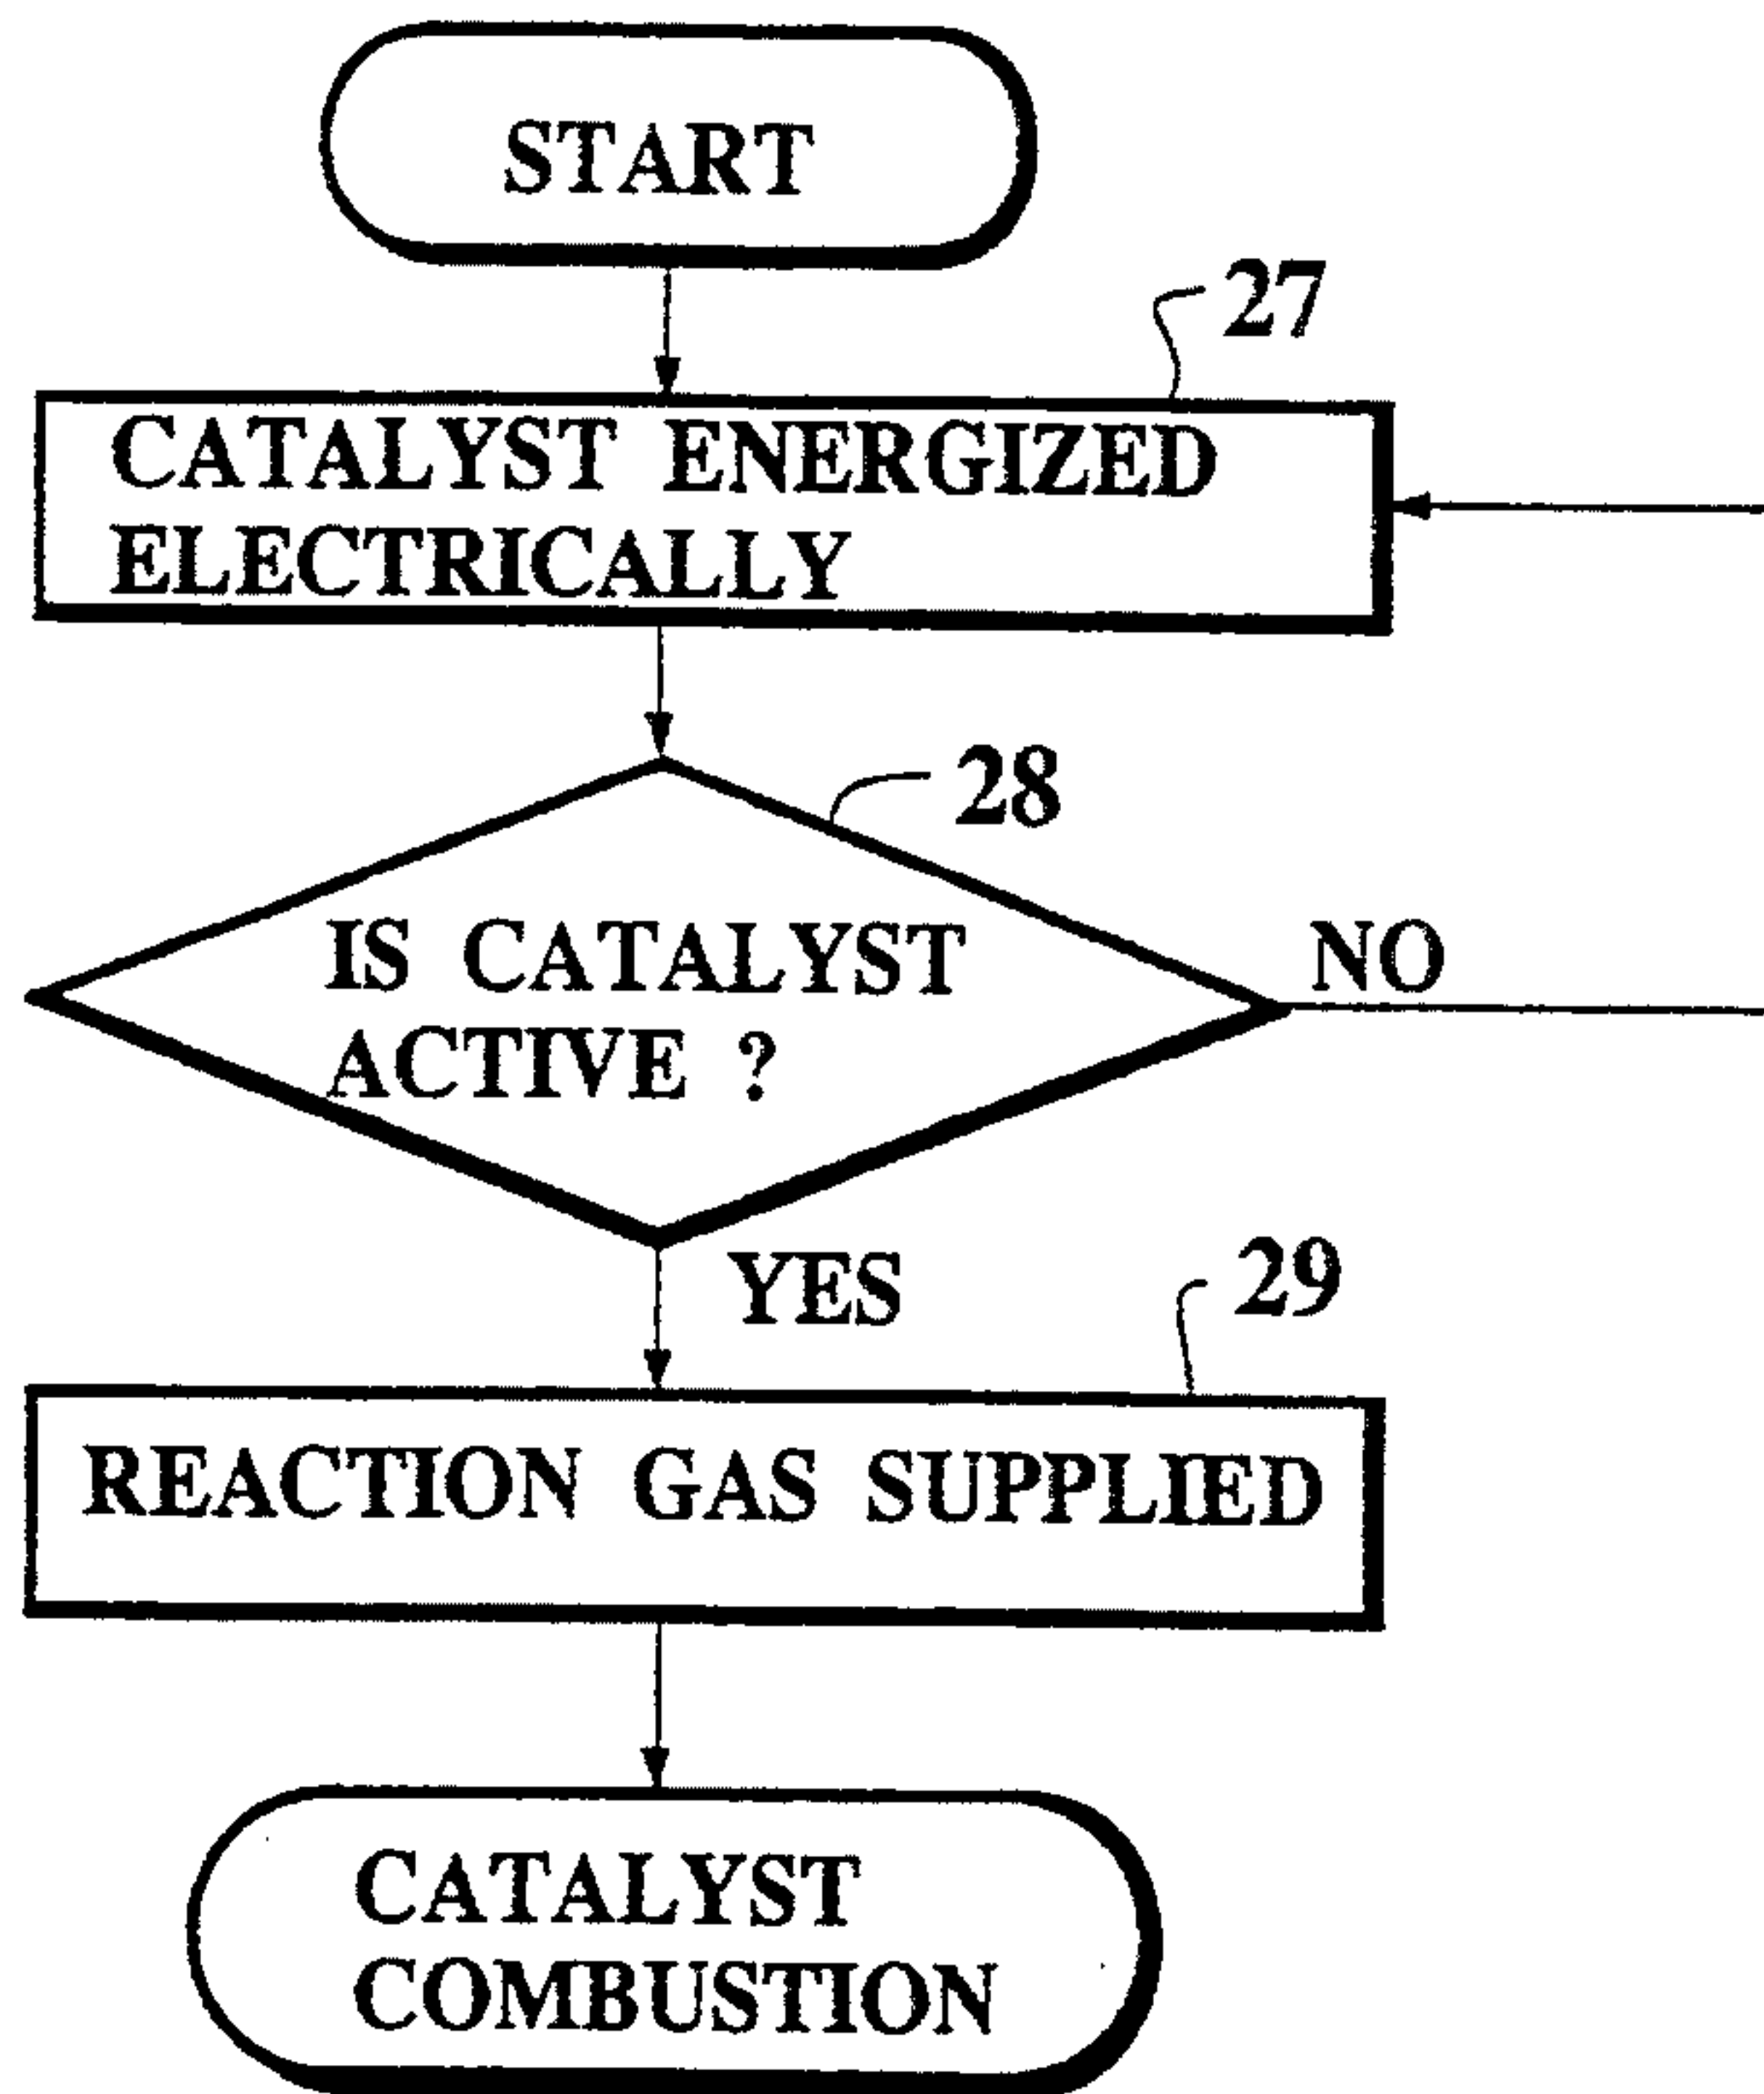 START
27
CATALYST ENERGIZED
ELECTRICALLY
28
IS CATALYST
ACTIVE ?
NO
YES
29
REACTION GAS SUPPLIED
CATALYST
COMBUSTION